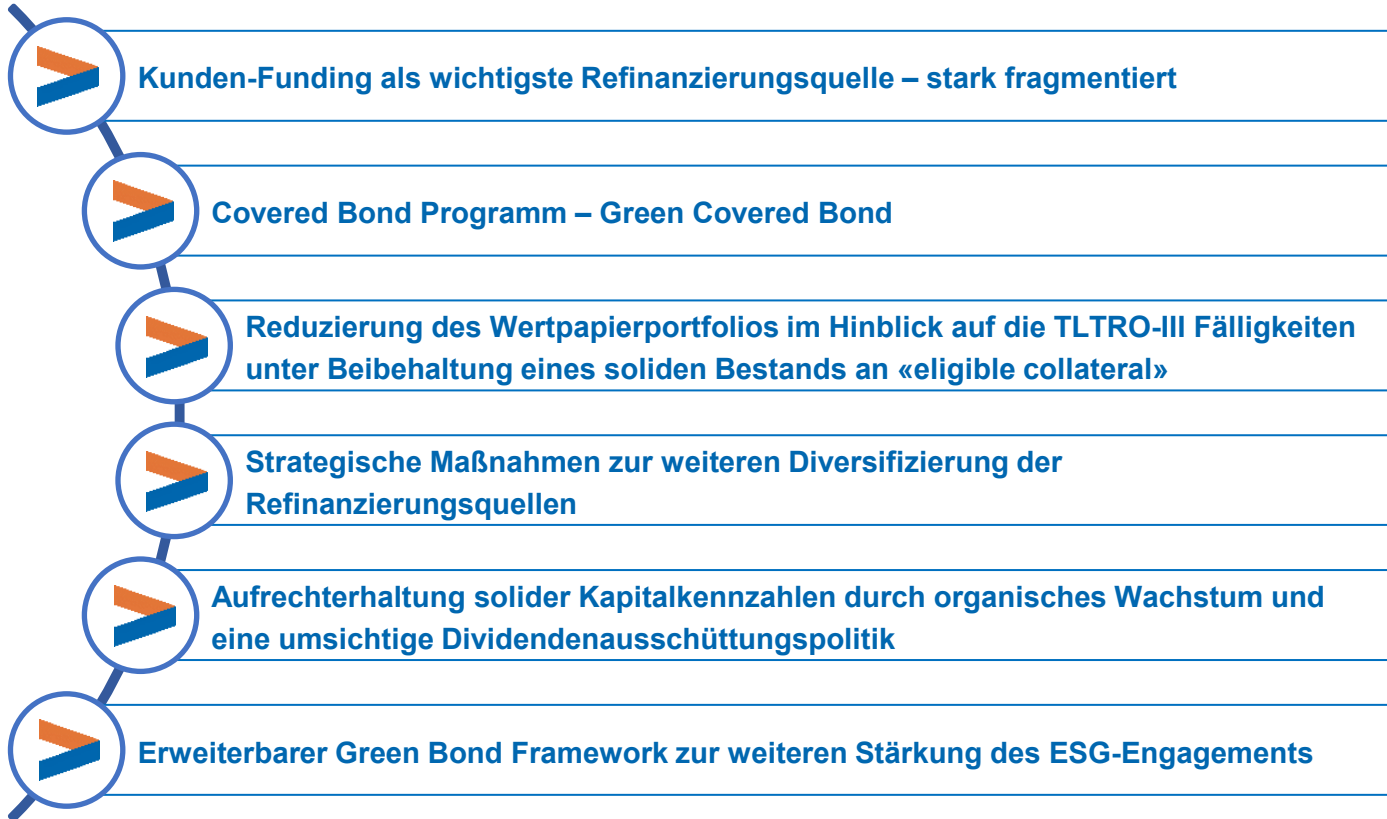 Kunden-Funding als wichtigste Refinanzierungsquelle – stark fragmentiert
Covered Bond Programm – Green Covered Bond
Reduzierung des Wertpapierportfolios im Hinblick auf die TLTRO-III Fälligkeiten
unter Beibehaltung eines soliden Bestands an «eligible collateral»
Strategische Maßnahmen zur weiteren Diversifizierung der
Refinanzierungsquellen
Aufrechterhaltung solider Kapitalkennzahlen durch organisches Wachstum und
eine umsichtige Dividendenausschüttungspolitik
Erweiterbarer Green Bond Framework zur weiteren Stärkung des ESG-Engagements